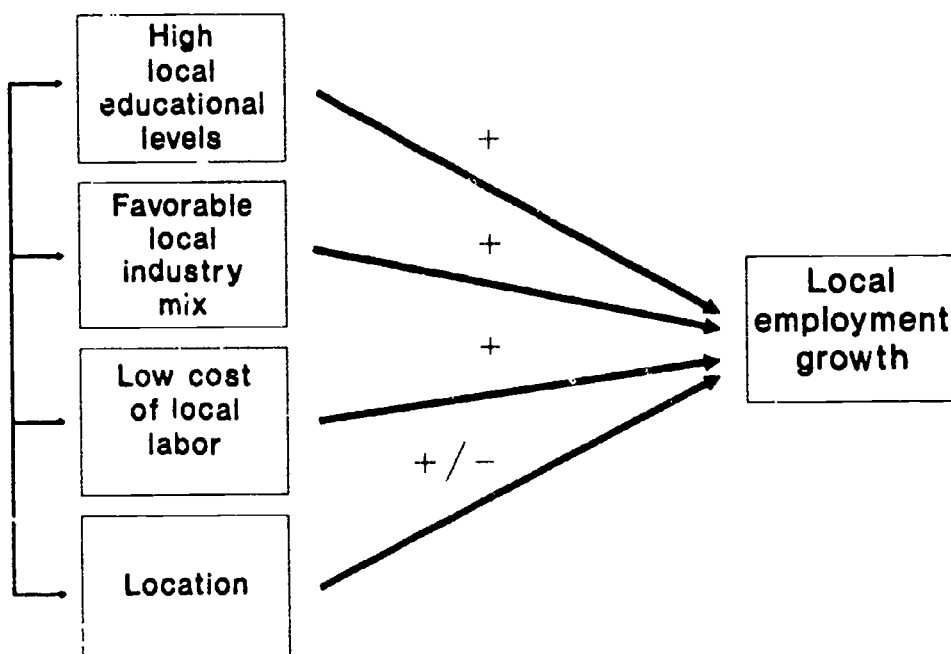 High
local
educational
levels
+
Favorable
local
industry
mix
+
Low cost
of local
labor
+
Location
+ / -
Local
employment
growth